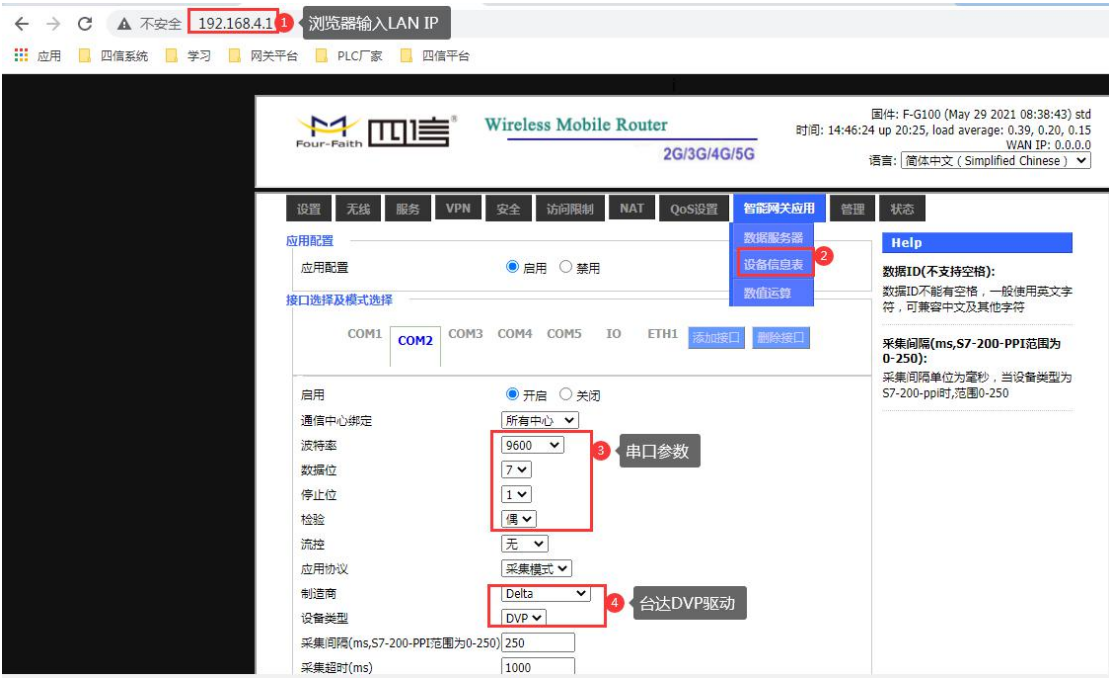 不安全 192.168.4.1 1 浏览器输入LAN IP
应用 四信系统 学习 网关平台 PLC厂家 四信平台
Four-Faith 四信® Wireless Mobile Router
2G/3G/4G/5G
固件: F-G100 (May 29 2021 08:38:43) std
时间: 14:46:24 up 20:25, load average: 0.39, 0.20, 0.15
WAN IP: 0.0.0.0
语言: 简体中文 ( Simplified Chinese )
设置 无线 服务 VPN 安全 访问限制 NAT QoS设置 智能网关应用 管理 状态
数据服务器
设备信息表 2
数值运算
应用配置
应用配置 启用 禁用
接口选择及模式选择
COM1 COM2 COM3 COM4 COM5 IO ETH1 添加接口 删除接口
启用 开启 关闭
通信中心绑定 所有中心
波特率 9600
3 串口参数
数据位 7
停止位 1
检验 偶
流控 无
应用协议 采集模式
制造商 Delta
4 台达DVP驱动
设备类型 DVP
采集间隔(ms,S7-200-PPI范围为0-250) 250
采集超时(ms) 1000
Help
数据ID(不支持空格):
数据ID不能有空格，一般使用英文字
符，可兼容中文及其他字符
采集间隔(ms,S7-200-PPI范围为
0-250):
采集间隔单位为毫秒，当设备类型为
S7-200-ppi时,范围0-250